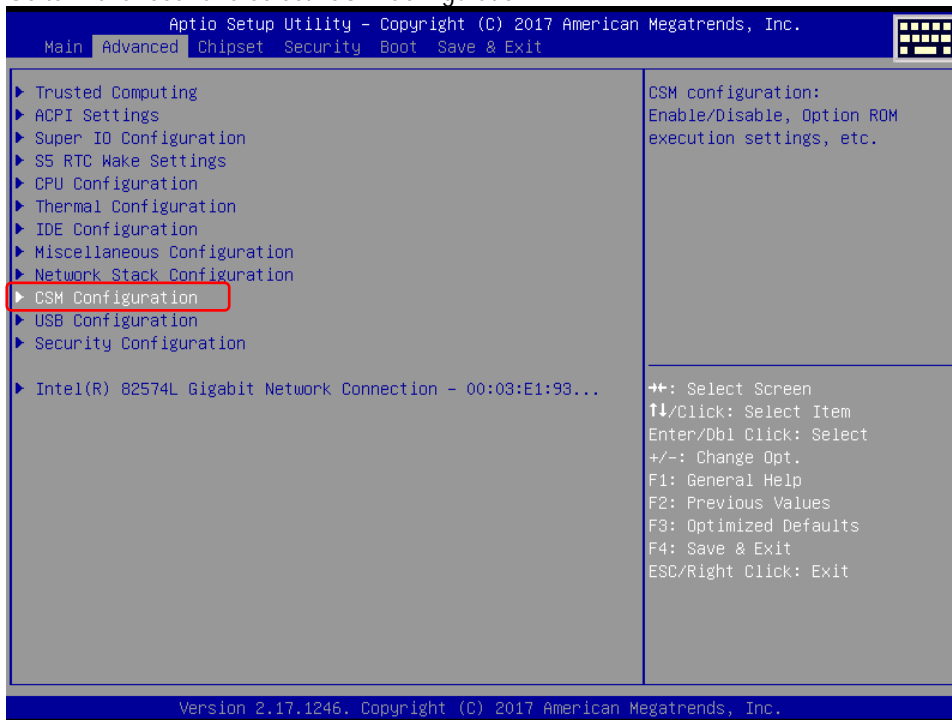 Aptio Setup Utility – Copyright (C) 2017 American Megatrends, Inc.
Main Advanced Chipset Security Boot Save & Exit
▶ Trusted Computing
▶ ACPI Settings
▶ Super IO Configuration
▶ S5 RTC Wake Settings
▶ CPU Configuration
▶ Thermal Configuration
▶ IDE Configuration
▶ Miscellaneous Configuration
▶ Network Stack Configuration
▶ CSM Configuration
▶ USB Configuration
▶ Security Configuration
▶ Intel(R) 82574L Gigabit Network Connection – 00:03:E1:93...
CSM configuration:
Enable/Disable, Option ROM
execution settings, etc.
→←: Select Screen
↑↓/Click: Select Item
Enter/Dbl Click: Select
+/-: Change Opt.
F1: General Help
F2: Previous Values
F3: Optimized Defaults
F4: Save & Exit
ESC/Right Click: Exit
Version 2.17.1246. Copyright (C) 2017 American Megatrends, Inc.